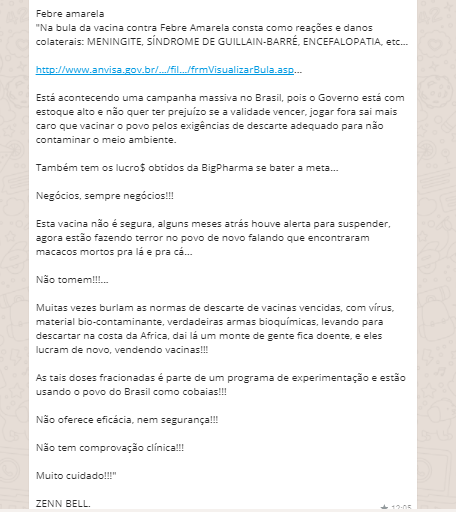 Febre amarela
"Na bula da vacina contra Febre Amarela consta como reações e danos
colaterais: MENINGITE, SÍNDROME DE GUILLAIN-BARRÉ, ENCEFALOPATIA, etc...
http://www.anvisa.gov.br/.../fil.../frmVisualizarBula.asp...
Está acontecendo uma campanha massiva no Brasil, pois o Governo está com
estoque alto e não quer ter prejuízo se a validade vencer, jogar fora sai mais
caro que vacinar o povo pelos exigências de descarte adequado para não
contaminar o meio ambiente.
Também tem os lucro$ obtidos da BigPharma se bater a meta...
Negócios, sempre negócios!!!
Esta vacina não é segura, alguns meses atrás houve alerta para suspender,
agora estão fazendo terror no povo de novo falando que encontraram
macacos mortos pra lá e pra cá...
Não tomem!!!...
Muitas vezes burlam as normas de descarte de vacinas vencidas, com vírus,
material bio-contaminante, verdadeiras armas bioquímicas, levando para
descartar na costa da Africa, dai lá um monte de gente fica doente, e eles
lucram de novo, vendendo vacinas!!!
As tais doses fracionadas é parte de um programa de experimentação e estão
usando o povo do Brasil como cobaias!!!
Não oferece eficácia, nem segurança!!!
Não tem comprovação clínica!!!
Muito cuidado!!!"
ZENN BELL.
12:05